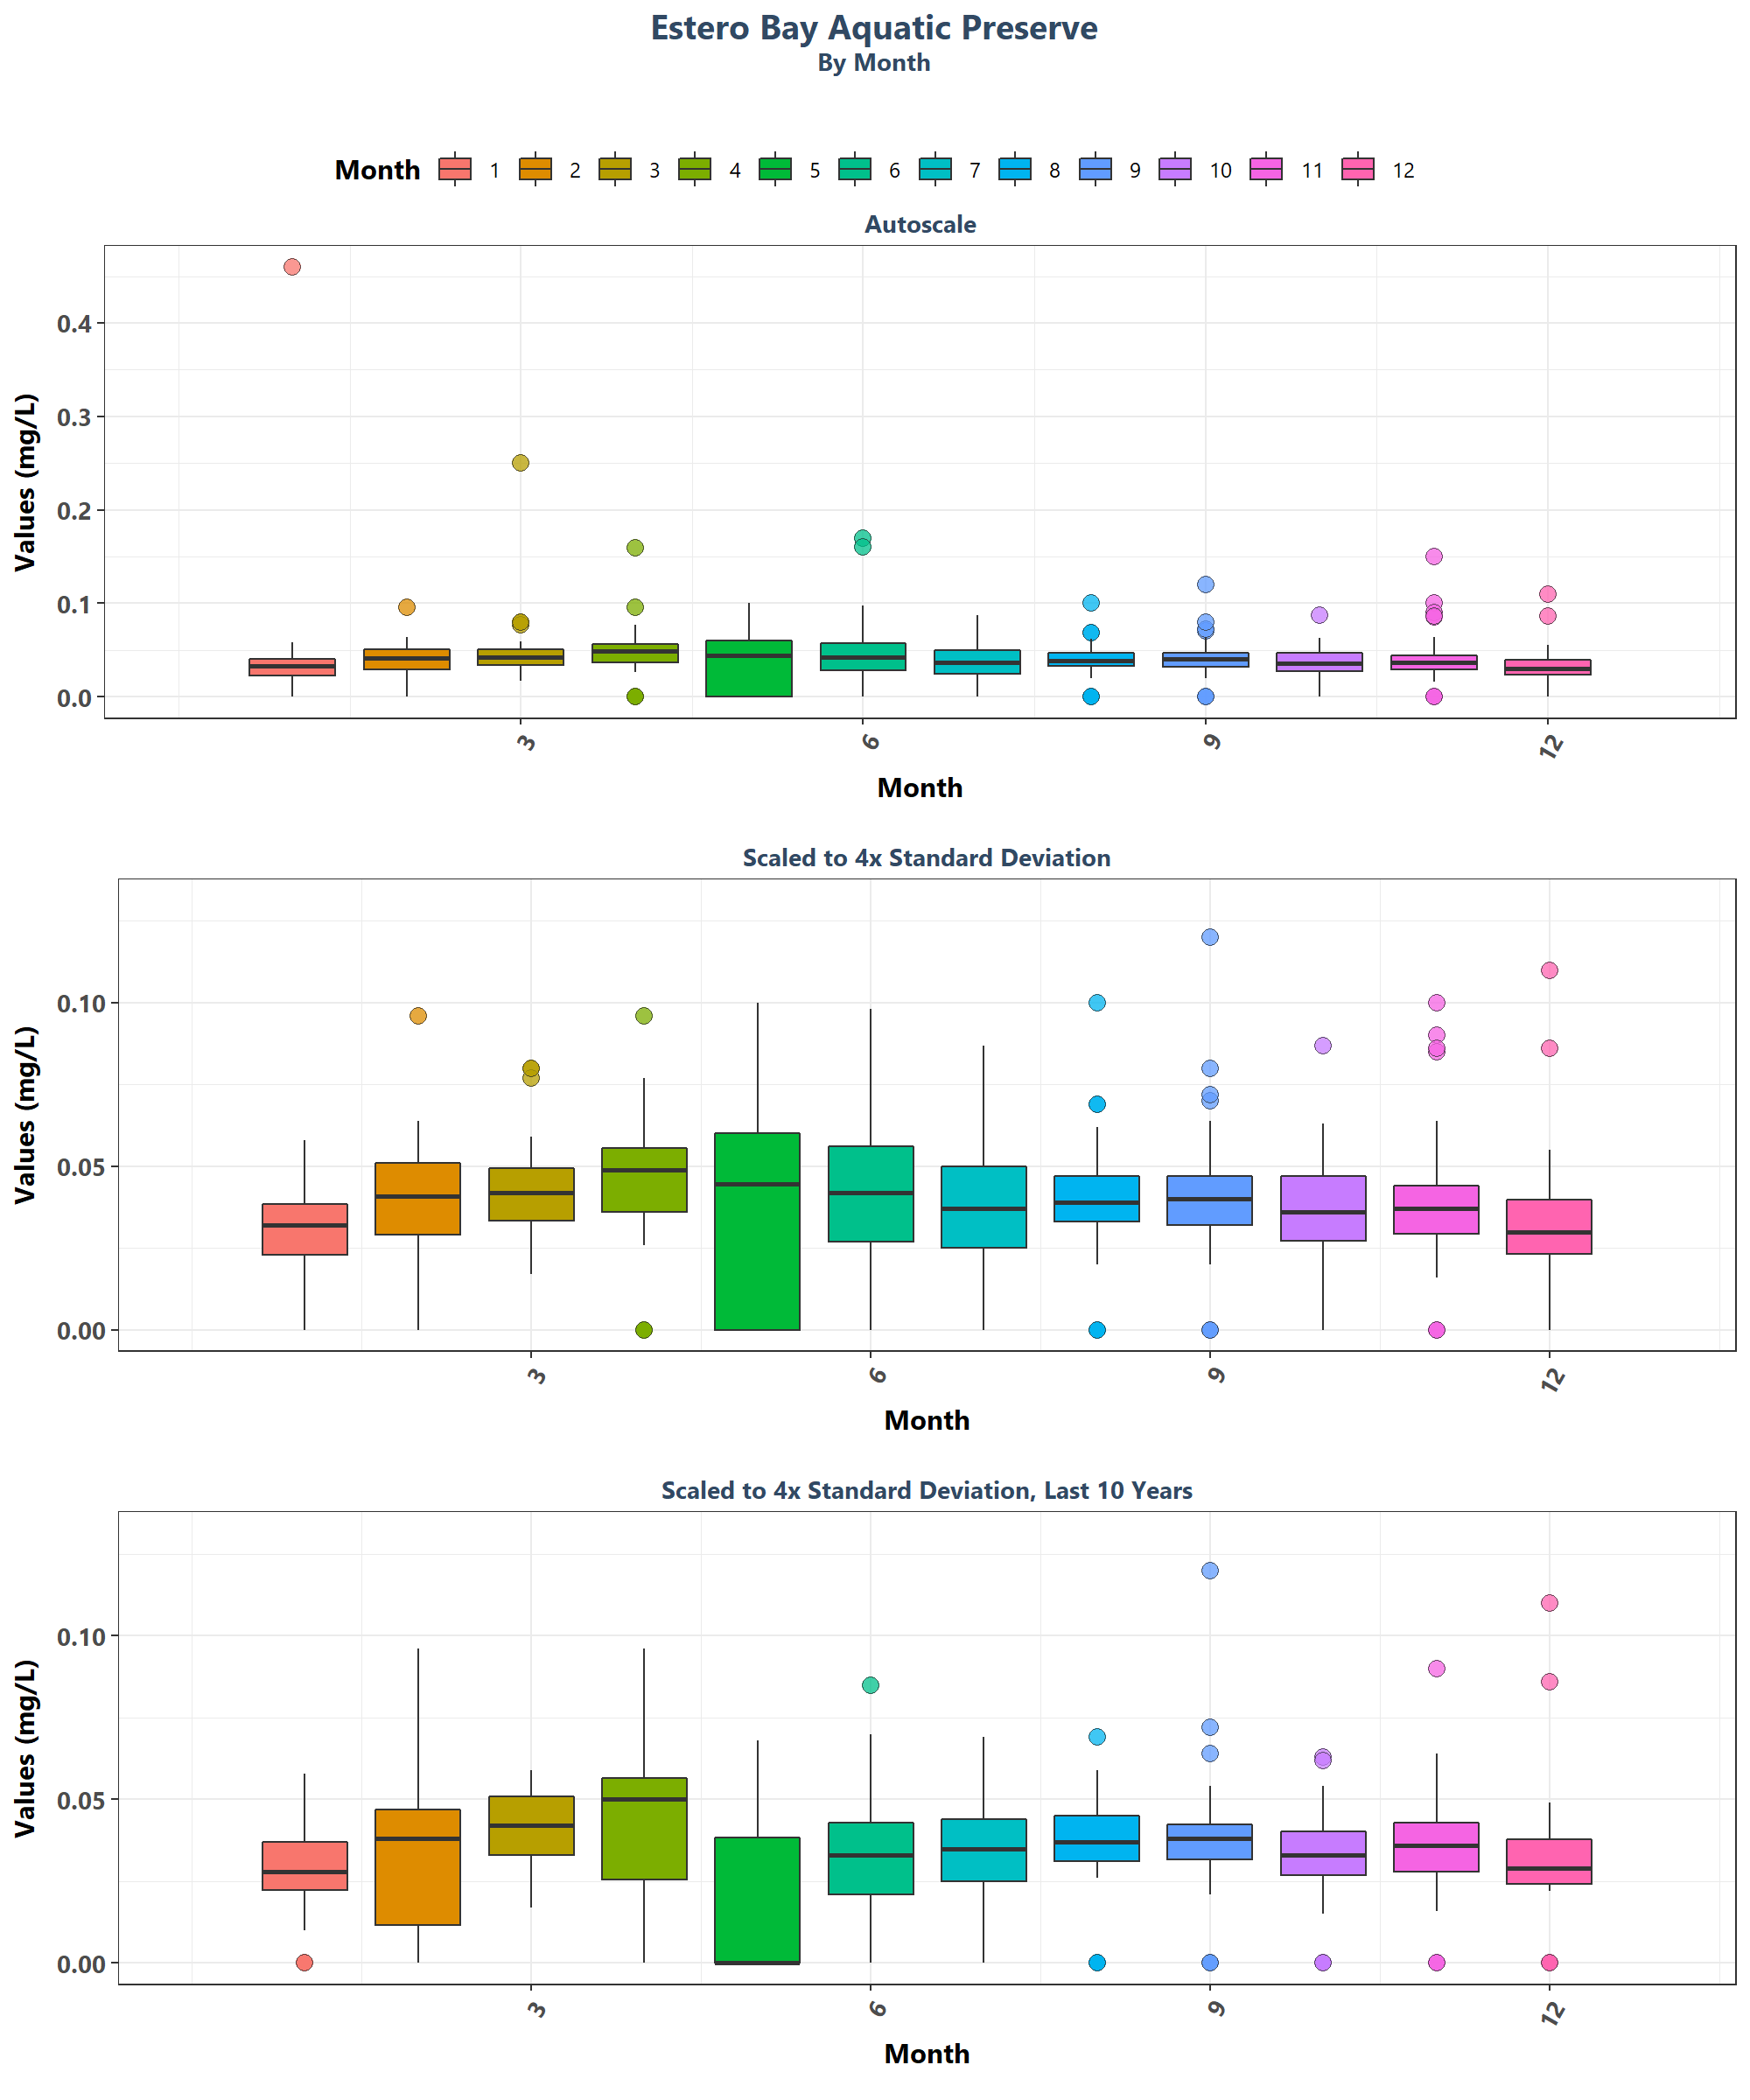 Estero Bay Aquatic Preserve
By Month
Month 1 2 3 4 5 6 7 8 9 10 11 12
Autoscale
Values (mg/L)
0.4
0.3
0.2
0.1
0.0
3 6 9 12
Month
Scaled to 4x Standard Deviation
Values (mg/L)
0.10
0.05
0.00
3 6 9 12
Month
Scaled to 4x Standard Deviation, Last 10 Years
Values (mg/L)
0.10
0.05
0.00
3 6 9 12
Month